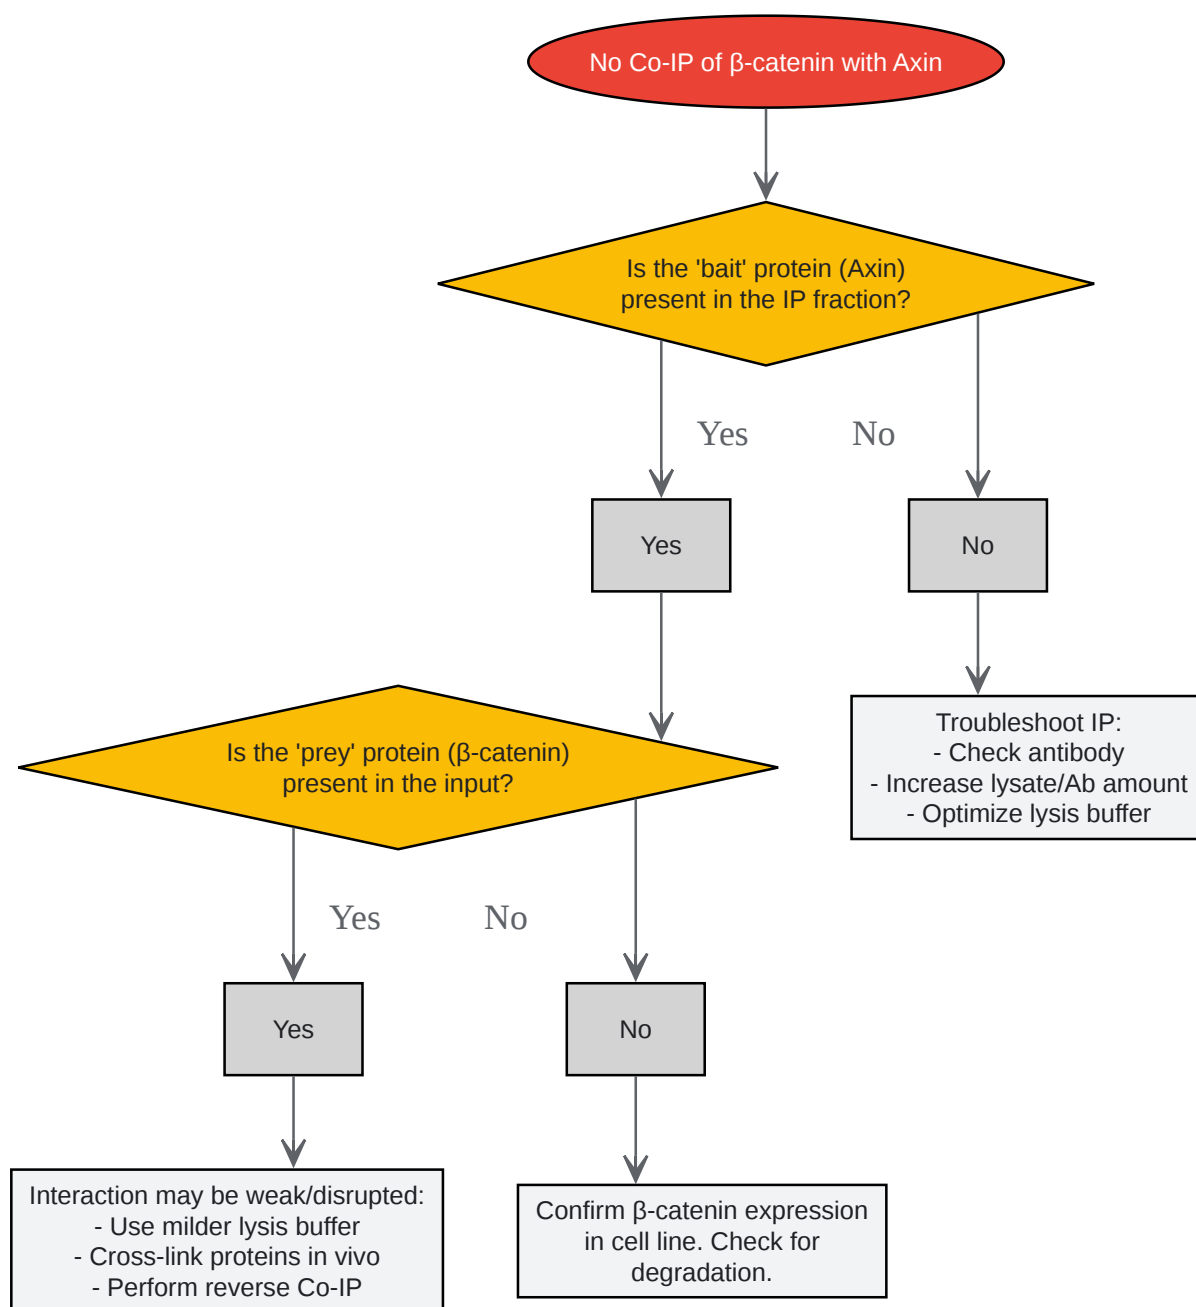 No Co-IP of β-catenin with Axin
Is the 'bait' protein (Axin)
present in the IP fraction?
Yes
No
Yes
No
Troubleshoot IP:
- Check antibody
- Increase lysate/Ab amount
- Optimize lysis buffer
Is the 'prey' protein (β-catenin)
present in the input?
Yes
No
Yes
No
Interaction may be weak/disrupted:
- Use milder lysis buffer
- Cross-link proteins in vivo
- Perform reverse Co-IP
Confirm β-catenin expression
in cell line. Check for
degradation.